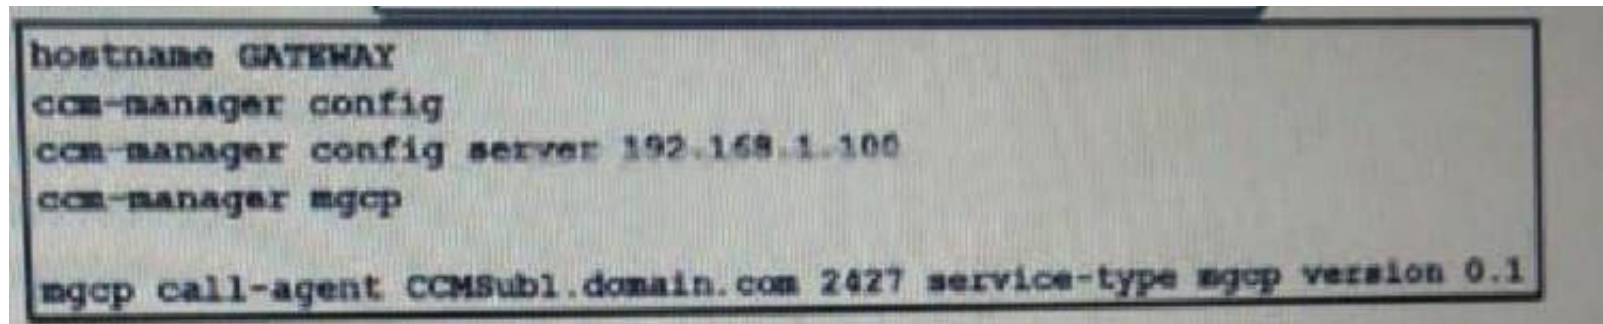 hostname GATEWAY
ccm-manager config
ccm-manager config server 192.168.1.100
ccm-manager mgcp
mgcp call-agent CCMSub1.domain.com 2427 service-type mgcp version 0.1